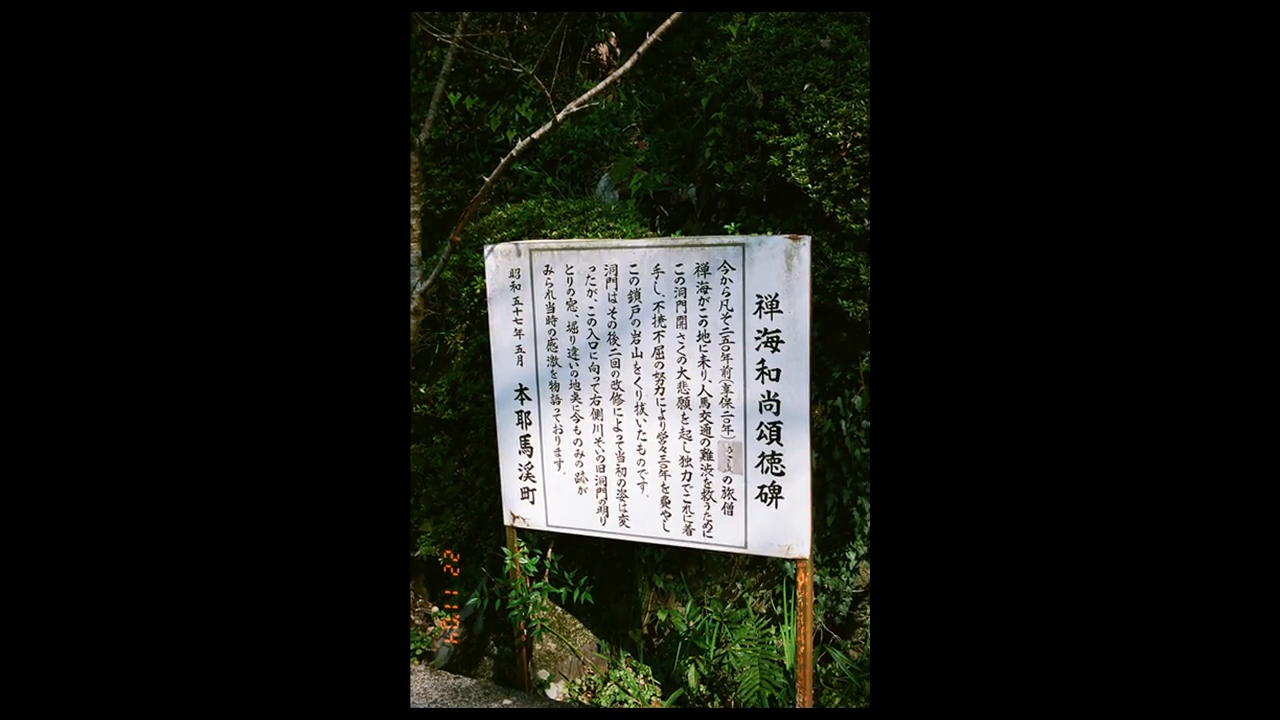 禅海和尚頌徳碑
今から凡そ二五〇年前(享保二〇年)の旅僧
禅海がこの地に来り、人馬交通の難渋を救うために
この洞門開さくの大悲願を起し独力でこれに着
手し、不撓不屈の努力により営々三〇年を費やし
この鎖戸の岩山をくり抜いたものです。
洞門はその後二回の改修によって当初の姿は変
ったが、この入口に向って右側川ぞいの旧洞門の明り
とりの窓、堀り違いの地夹に今ものみの跡が
みられ当時の感激を物語っております。
昭和五十七年五月 本耶馬渓町